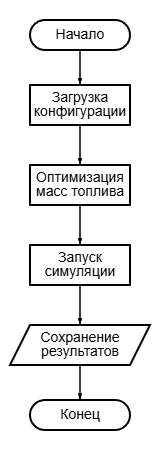 Начало
Загрузка
конфигурации
Оптимизация
масс топлива
Запуск
симуляции
Сохранение
результатов
Конец